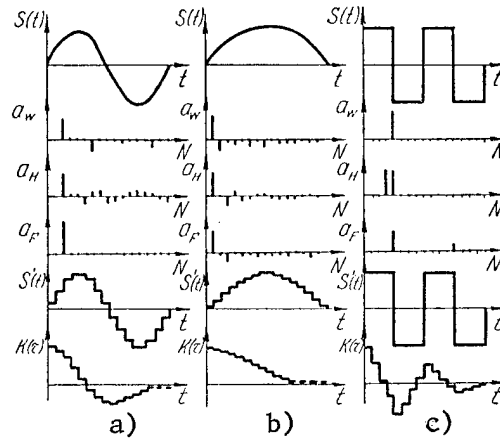 S(t) t S(t) t S(t) t
a_W N a_W N a_W N
a_H N a_H N a_H N
a_F N a_F N a_F N
S'(t) t S'(t) t S'(t) t
K(τ) t K(τ) t K(τ) t
a) b) c)